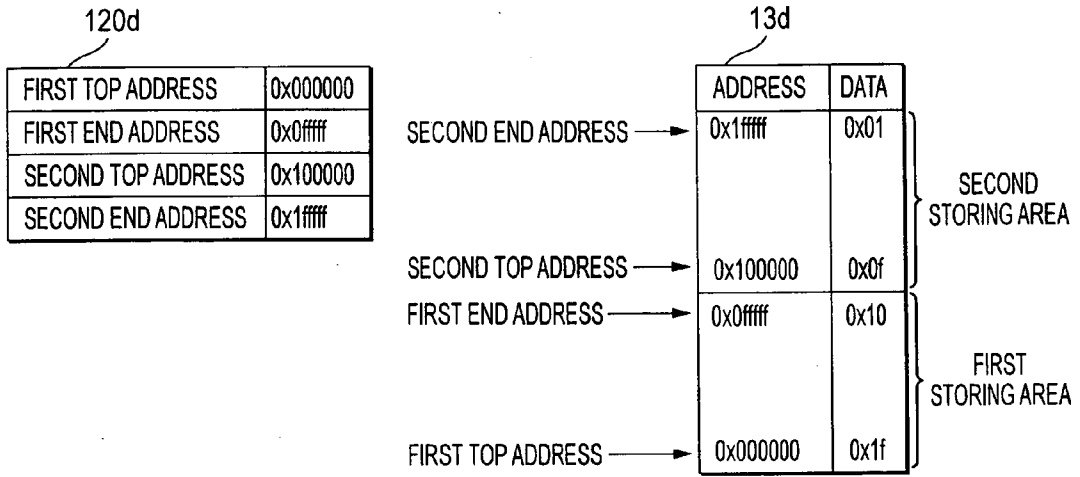 120d
FIRST TOP ADDRESS 0x000000
FIRST END ADDRESS 0x0fffff
SECOND TOP ADDRESS 0x100000
SECOND END ADDRESS 0x1fffff
13d
ADDRESS DATA
SECOND END ADDRESS 0x1fffff 0x01
SECOND
STORING AREA
SECOND TOP ADDRESS 0x100000 0x0f
FIRST END ADDRESS 0x0fffff 0x10
FIRST
STORING AREA
FIRST TOP ADDRESS 0x000000 0x1f